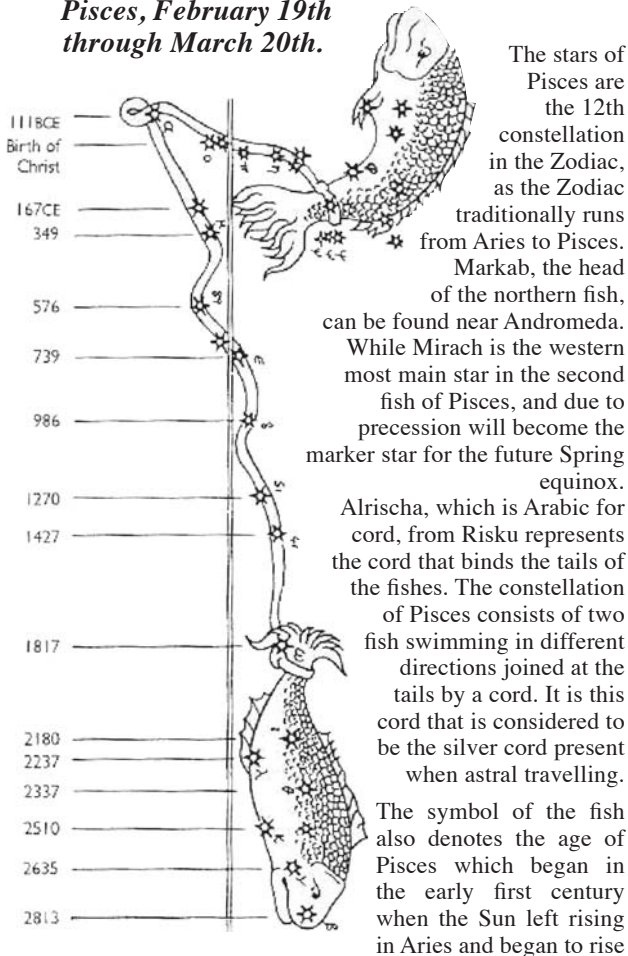 Pisces, February 19th
through March 20th.
111BCE
Birth of
Christ
167CE
349
576
739
986
1270
1427
1817
2180
2237
2337
2510
2635
2813
The stars of
Pisces are
the 12th
constellation
in the Zodiac,
as the Zodiac
traditionally runs
from Aries to Pisces.
Markab, the head
of the northern fish,
can be found near Andromeda.
While Mirach is the western
most main star in the second
fish of Pisces, and due to
precession will become the
marker star for the future Spring
equinox.
Alrischa, which is Arabic for
cord, from Risku represents
the cord that binds the tails of
the fishes. The constellation
of Pisces consists of two
fish swimming in different
directions joined at the
tails by a cord. It is this
cord that is considered to
be the silver cord present
when astral travelling.
The symbol of the fish
also denotes the age of
Pisces which began in
the early first century
when the Sun left rising
in Aries and began to rise